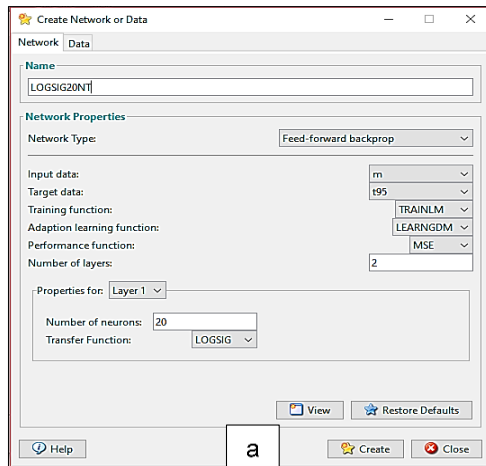 Create Network or Data
Network Data
Name
LOGSIG20NT
Network Properties
Network Type: Feed-forward backprop
Input data: m
Target data: t95
Training function: TRAINLM
Adaption learning function: LEARNGDM
Performance function: MSE
Number of layers: 2
Properties for: Layer 1
Number of neurons: 20
Transfer Function: LOGSIG
View Restore Defaults
Help a Create Close